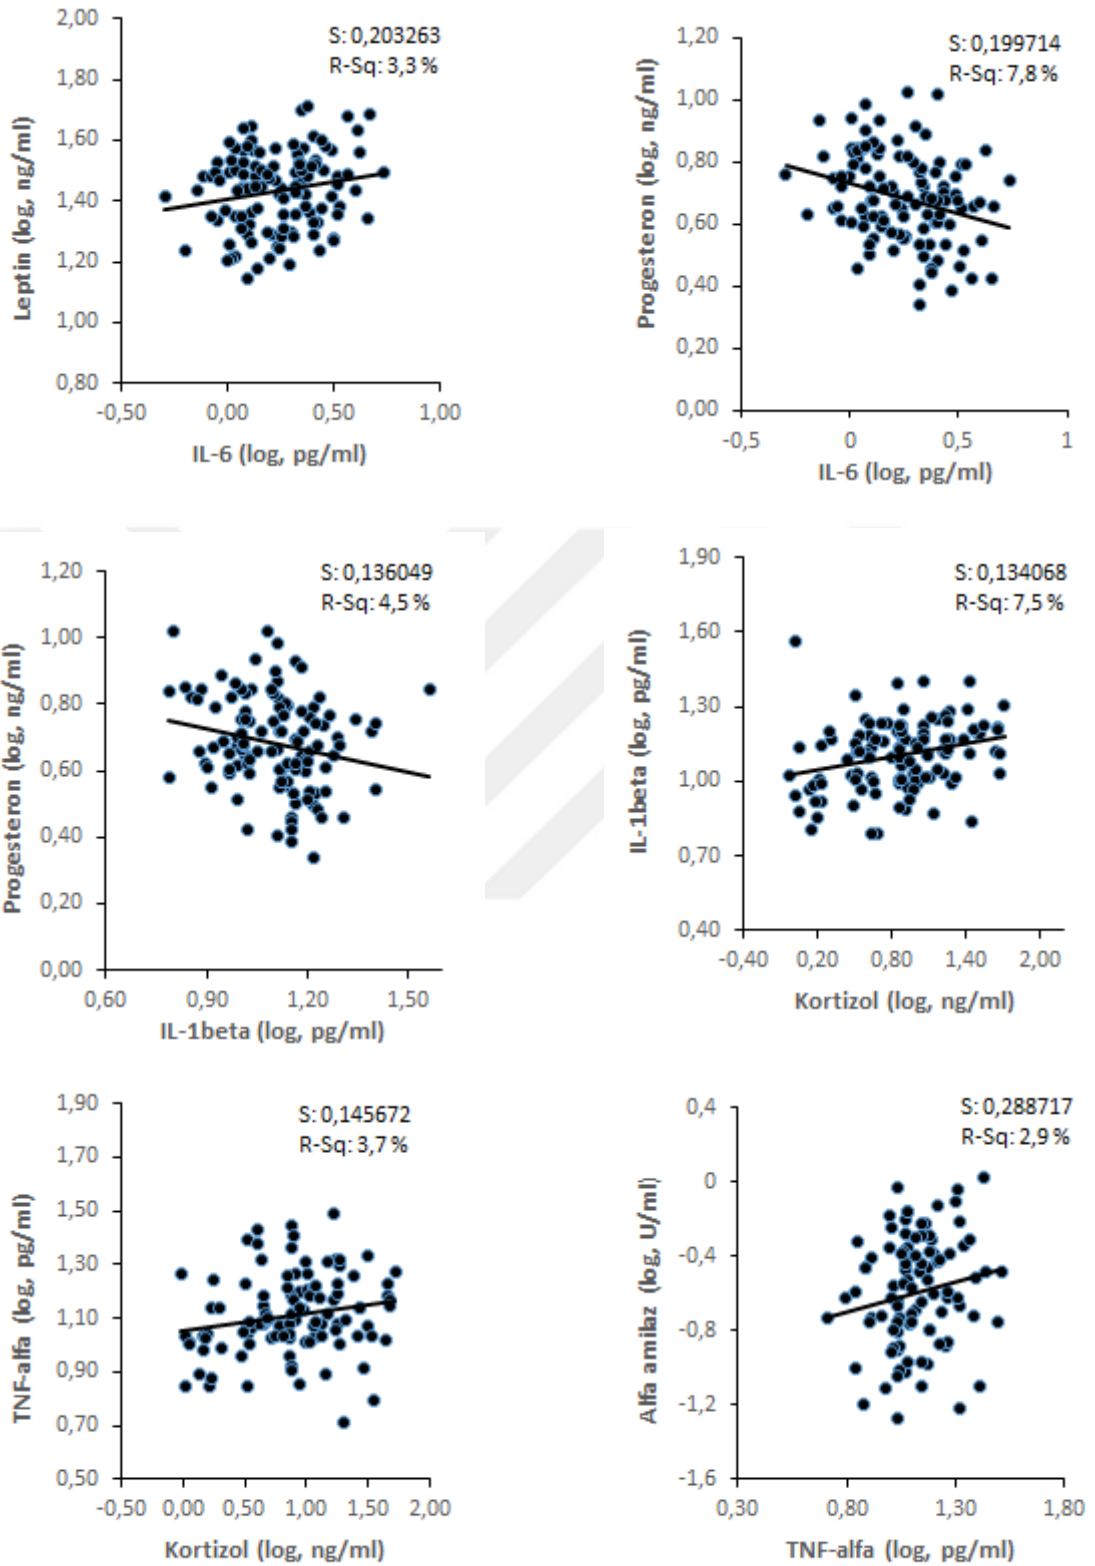 S: 0,203263
R-Sq: 3,3 %
2,00
1,80
1,60
1,40
1,20
1,00
0,80
-0,50 0,00 0,50 1,00
Leptin (log, ng/ml)
IL-6 (log, pg/ml)
S: 0,199714
R-Sq: 7,8 %
1,20
1,00
0,80
0,60
0,40
0,20
0,00
-0,5 0 0,5 1
Progesteron (log, ng/ml)
IL-6 (log, pg/ml)
S: 0,136049
R-Sq: 4,5 %
1,20
1,00
0,80
0,60
0,40
0,20
0,00
0,60 0,90 1,20 1,50
Progesteron (log, ng/ml)
IL-1beta (log, pg/ml)
S: 0,134068
R-Sq: 7,5 %
1,90
1,60
1,30
1,00
0,70
0,40
-0,40 0,20 0,80 1,40 2,00
IL-1beta (log, pg/ml)
Kortizol (log, ng/ml)
S: 0,145672
R-Sq: 3,7 %
1,90
1,70
1,50
1,30
1,10
0,90
0,70
0,50
-0,50 0,00 0,50 1,00 1,50 2,00
TNF-alfa (log, pg/ml)
Kortizol (log, ng/ml)
S: 0,288717
R-Sq: 2,9 %
0,4
0
-0,4
-0,8
-1,2
-1,6
0,30 0,80 1,30 1,80
Alfa amilaz (log, U/ml)
TNF-alfa (log, pg/ml)